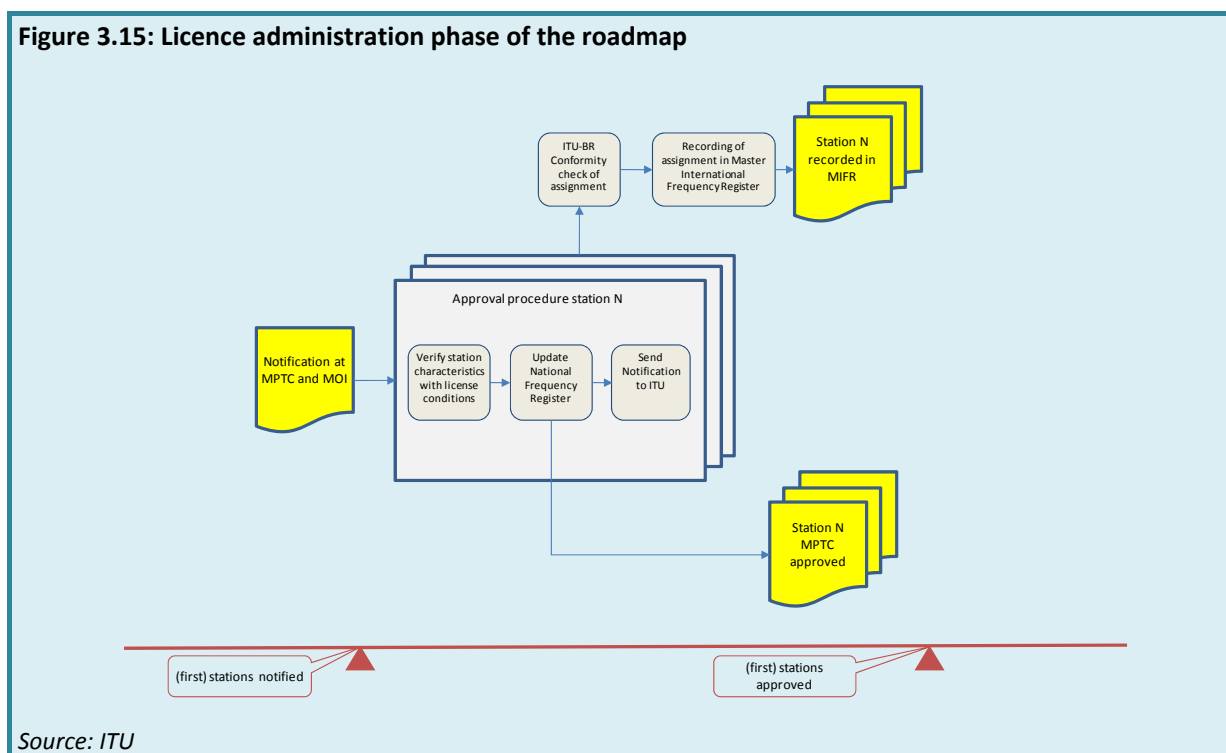 Figure 3.15: Licence administration phase of the roadmap
ITU-BR
Conformity
check of
assignment
Recording of
assignment in Master
International
Frequency Register
Station N
recorded in
MIFR
Approval procedure station N
Notification at
MPTC and MOI
Verify station
characteristics
with license
conditions
Update
National
Frequency
Register
Send
Notification
to ITU
Station N
MPTC
approved
(first) stations notified
(first) stations
approved
Source: ITU